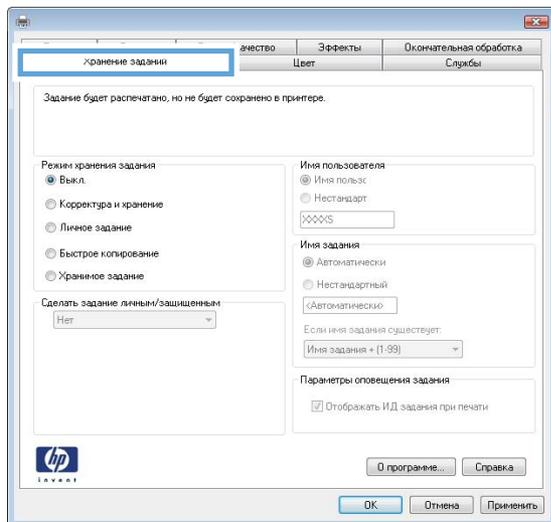 ачество
Эффекты
Окончательная обработка
Хранение заданий
Цвет
Службы
Задание будет распечатано, но не будет сохранено в принтере.
Режим хранения задания
Выкл.
Корректура и хранение
Личное задание
Быстрое копирование
Хранимое задание
Сделать задание личным/защищенным
Нет
Имя пользователя
Имя пользс
Нестандарт
XXXXS
Имя задания
Автоматически
Нестандартный
<Автоматически>
Если имя задания существует:
Имя задания + (1-99)
Параметры оповещения задания
Отображать ИД задания при печати
hp
invent
О программе...
Справка
OK
Отмена
Применить